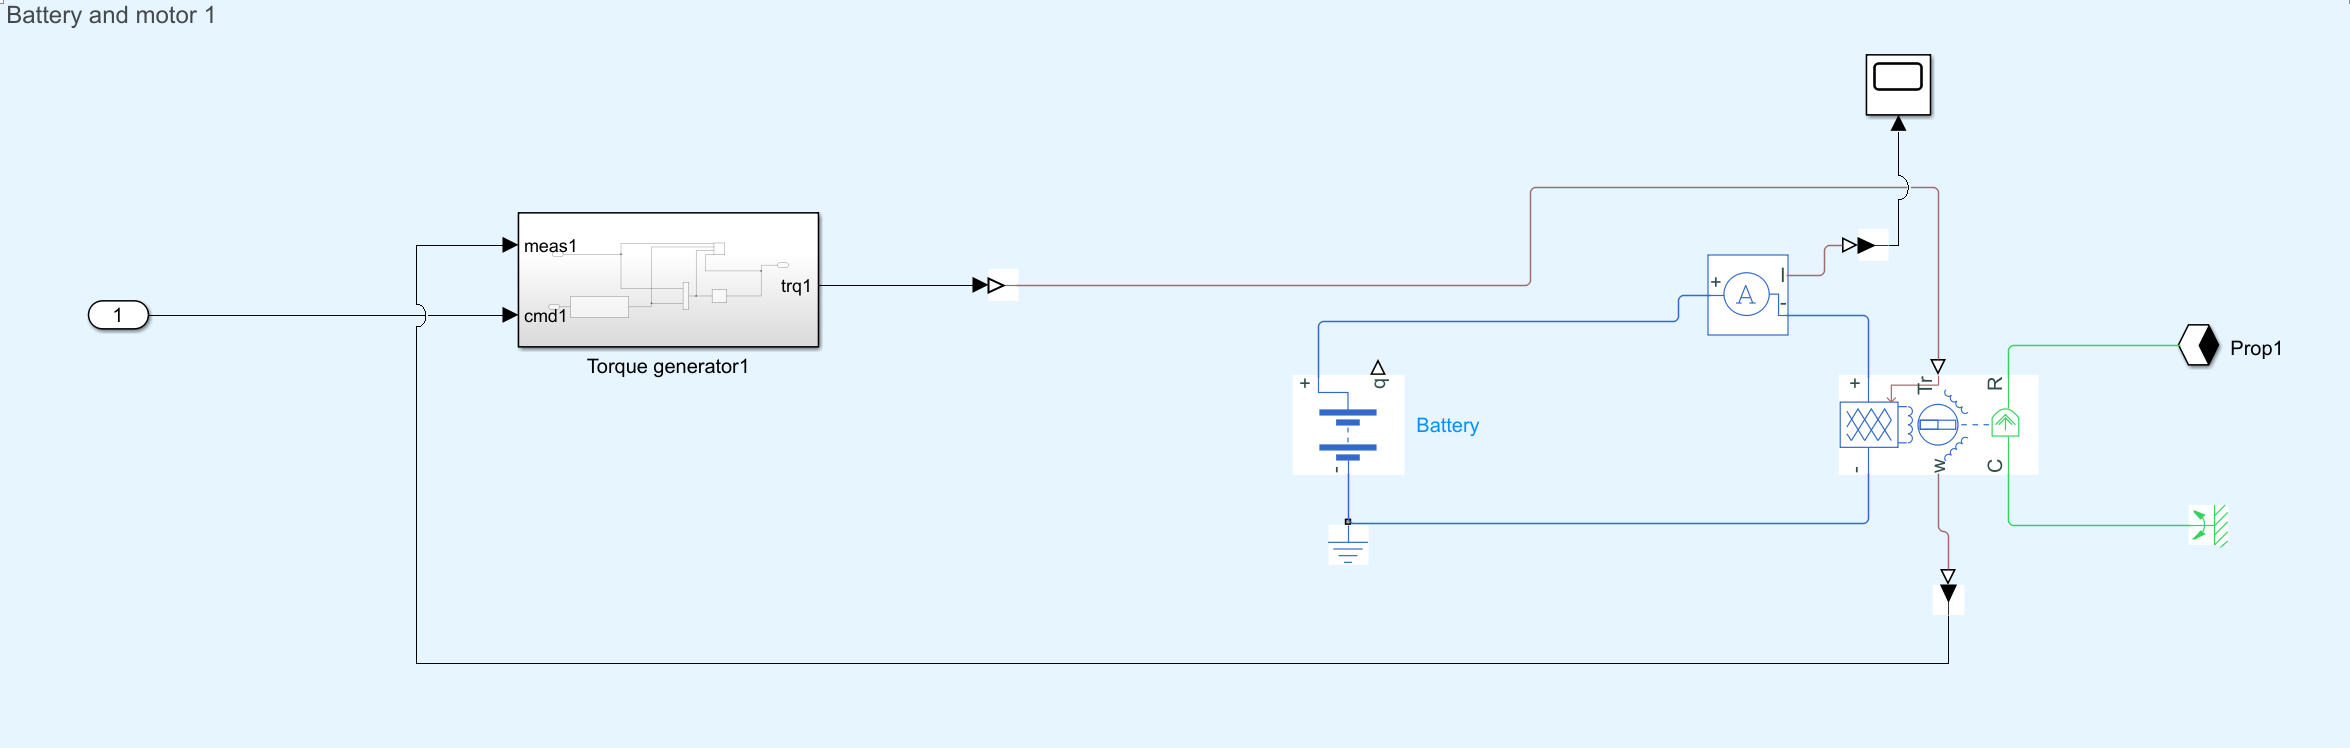 Battery and motor 1
meas1
1
cmd1
trq1
Torque generator1
+
A
I
-
+
q
-
Battery
+
Tr
R
-
w
C
Prop1